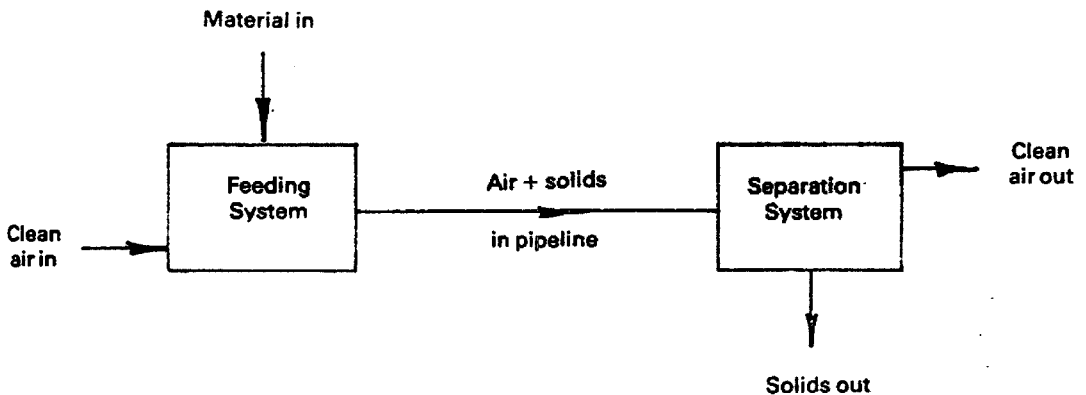 Material in
Feeding
System
Clean
air in
Air + solids
in pipeline
Separation
System
Clean
air out
Solids out